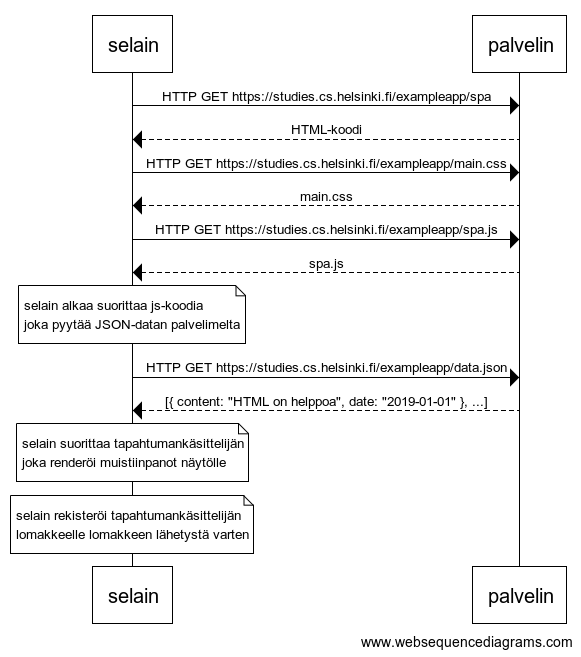 selain palvelin
HTTP GET https://studies.cs.helsinki.fi/exampleapp/spa
HTML-koodi
HTTP GET https://studies.cs.helsinki.fi/exampleapp/main.css
main.css
HTTP GET https://studies.cs.helsinki.fi/exampleapp/spa.js
spa.js
selain alkaa suorittaa js-koodia
joka pyytää JSON-datan palvelimelta
HTTP GET https://studies.cs.helsinki.fi/exampleapp/data.json
[{ content: "HTML on helppoa", date: "2019-01-01" }, ...]
selain suorittaa tapahtumankäsittelijän
joka renderöi muistiinpanot näytölle
selain rekisteröi tapahtumankäsittelijän
lomakkeelle lomakkeen lähetystä varten
selain palvelin
www.websequencediagrams.com